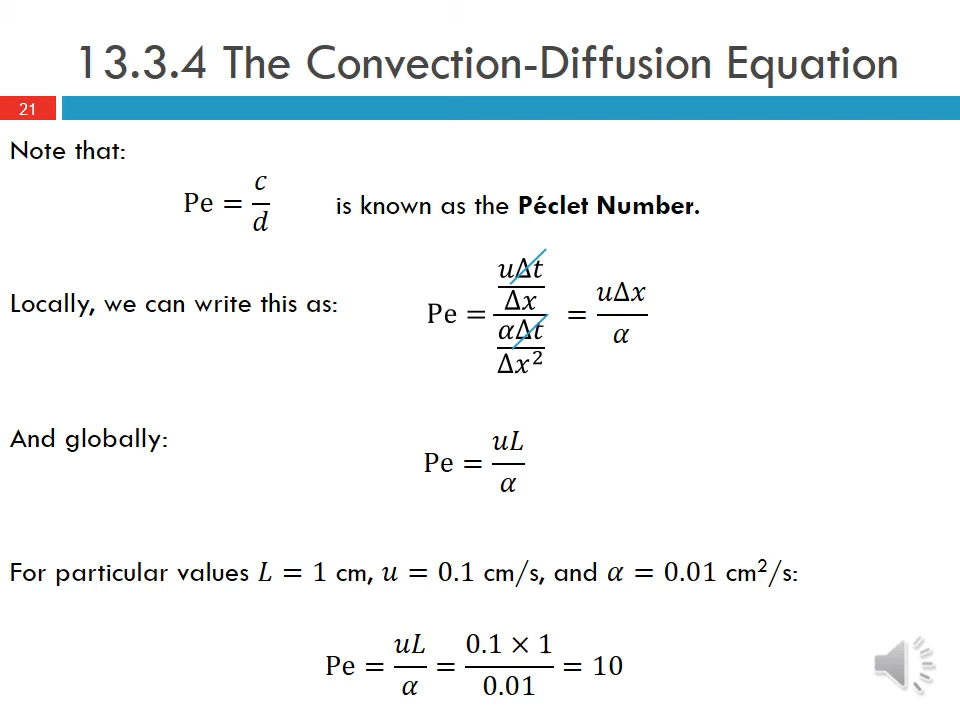 13.3.4 The Convection-Diffusion Equation
21
Note that:
Pe = c/d is known as the Péclet Number.
Locally, we can write this as: Pe = (uΔt/Δx)/(αΔt/Δx²) = uΔx/α
And globally:
Pe = uL/α
For particular values L = 1 cm, u = 0.1 cm/s, and α = 0.01 cm²/s:
Pe = uL/α = (0.1 × 1)/0.01 = 10